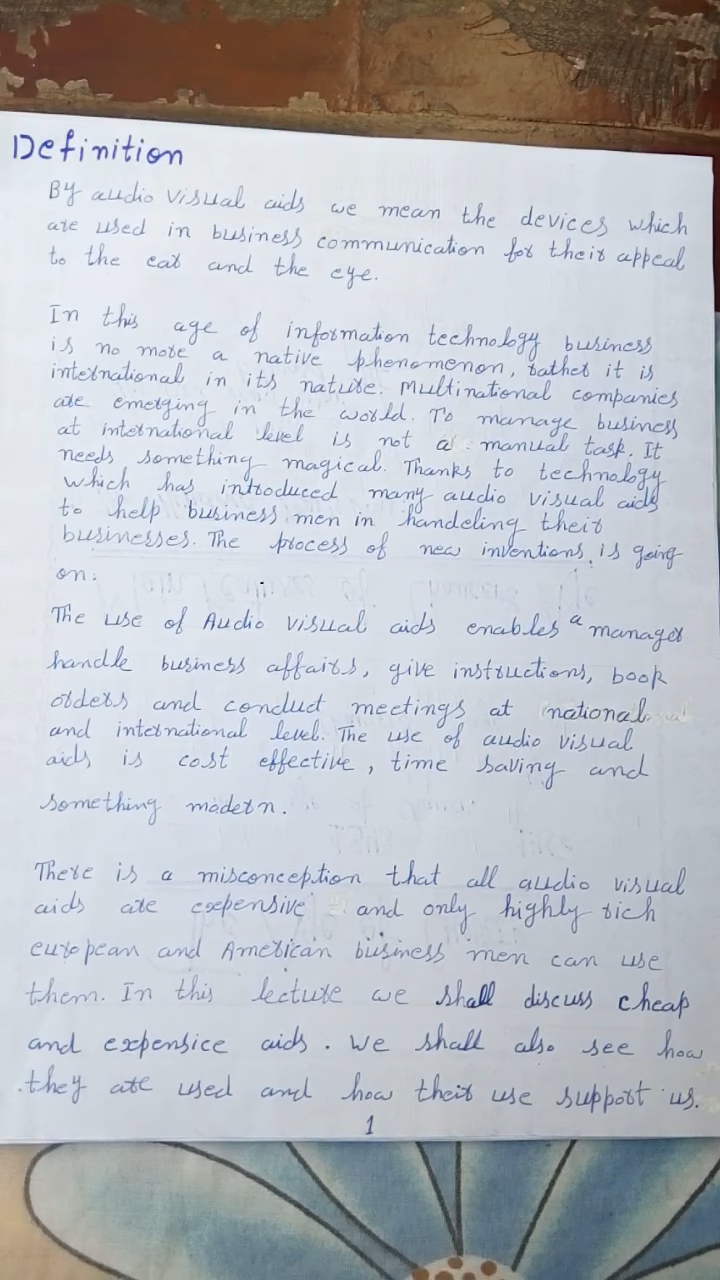 Definition
By audio visual aids we mean the devices which
are used in business communication for their appeal
to the ear and the eye.
In this age of information technology business
is no more a native phenomenon, rather it is
international in its nature. Multinational companies
are emerging in the world. To manage business
at international level is not a manual task. It
needs something magical. Thanks to technology
which has introduced many audio visual aids
to help business men in handeling their
businesses. The process of new inventions is going
on.
The use of Audio visual aids enables a manager
handle business affairs, give instructions, book
orders and conduct meetings at national
and international level. The use of audio visual
aids is cost effective, time saving and
something modern.
There is a misconception that all audio visual
aids are expensive and only highly rich
european and American business men can use
them. In this lecture we shall discuss cheap
and expensice aids. We shall also see how
they are used and how their use support us.
1